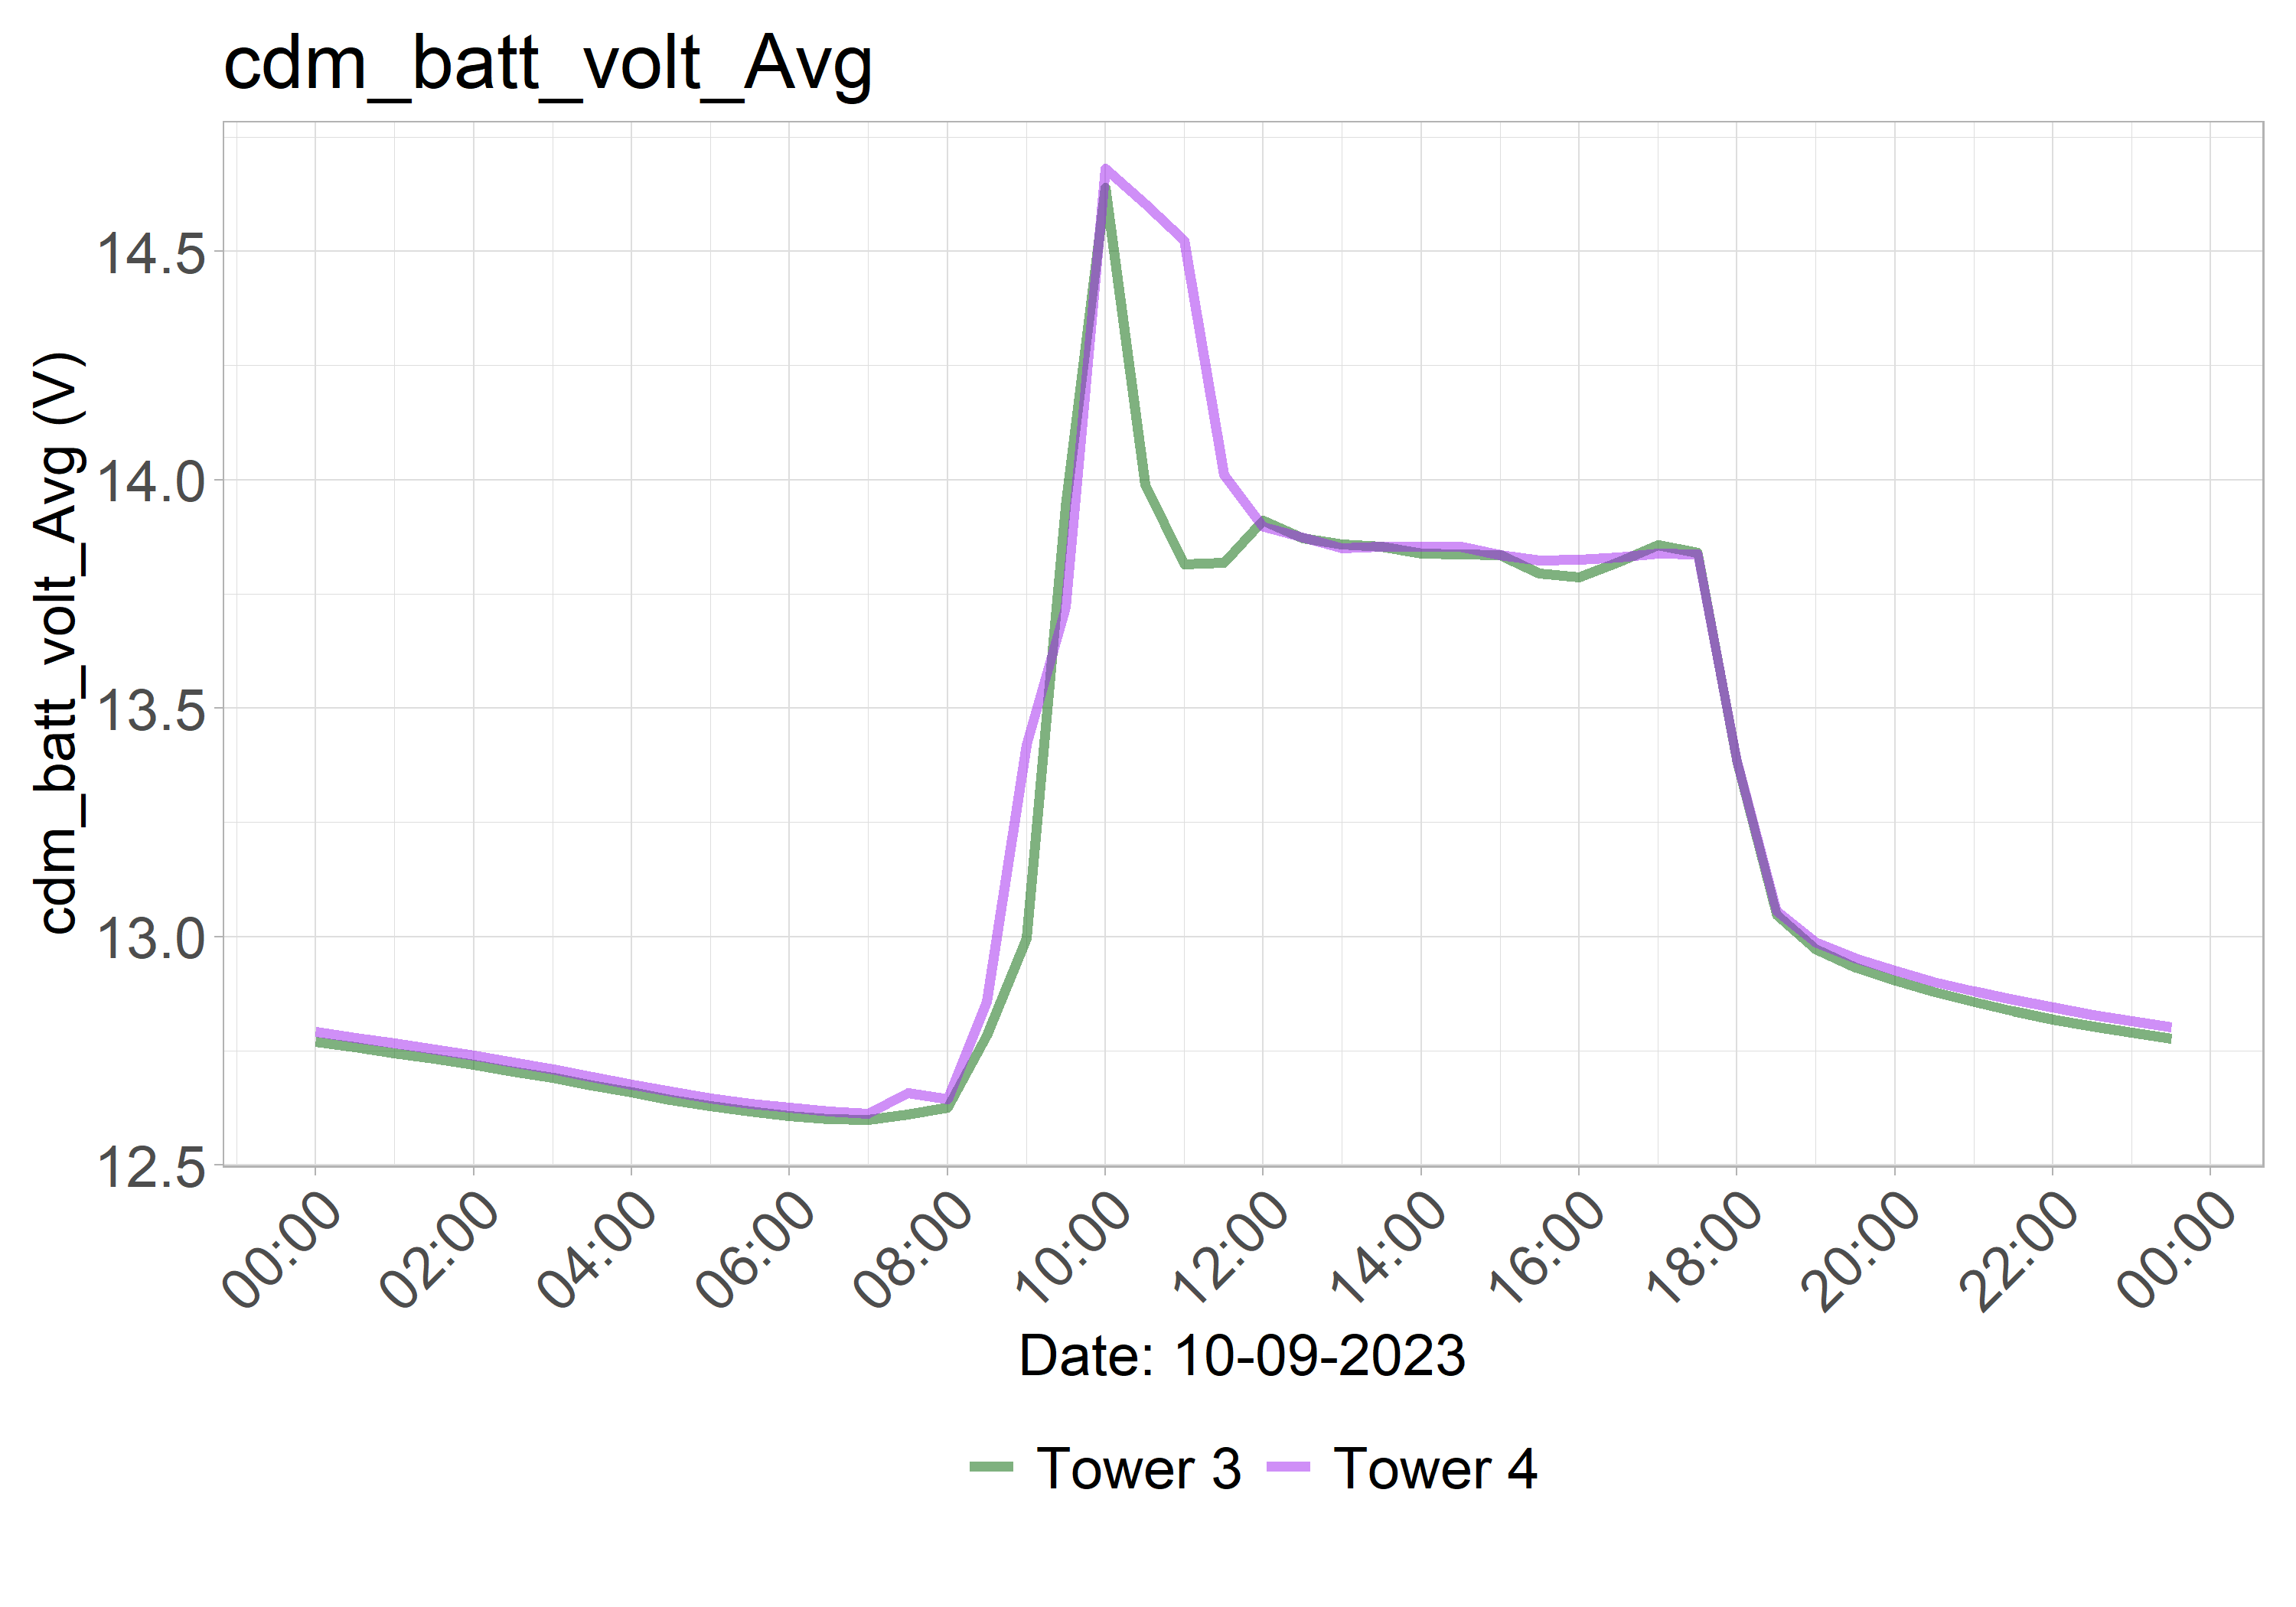 cdm_batt_volt_Avg
cdm_batt_volt_Avg (V)
14.5
14.0
13.5
13.0
12.5
00:00 02:00 04:00 06:00 08:00 10:00 12:00 14:00 16:00 18:00 20:00 22:00 00:00
Date: 10-09-2023
Tower 3 Tower 4